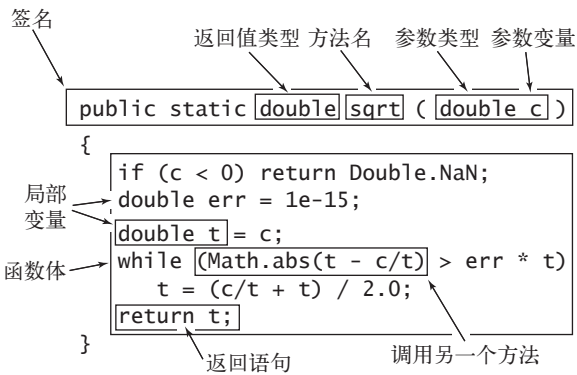 签名
返回值类型 方法名 参数类型 参数变量
public static double sqrt ( double c )
{
if (c < 0) return Double.NaN;
局部
变量
double err = 1e-15;
double t = c;
函数体
while (Math.abs(t - c/t) > err * t)
t = (c/t + t) / 2.0;
return t;
}
返回语句
调用另一个方法